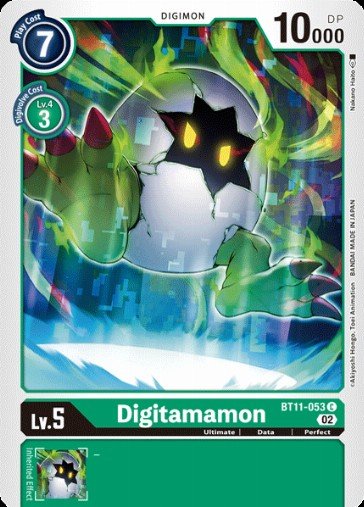 Play Cost
7
DIGIMON
10000
DP
Digivolve Cost
Lv.4
3
Nakano Haito
©Akiyoshi Hongo, Toei Animation BANDAI MADE IN JAPAN
Lv.5
Digitamamon
BT11-053 C
02
Ultimate | Data | Perfect
Inherited Effect
-